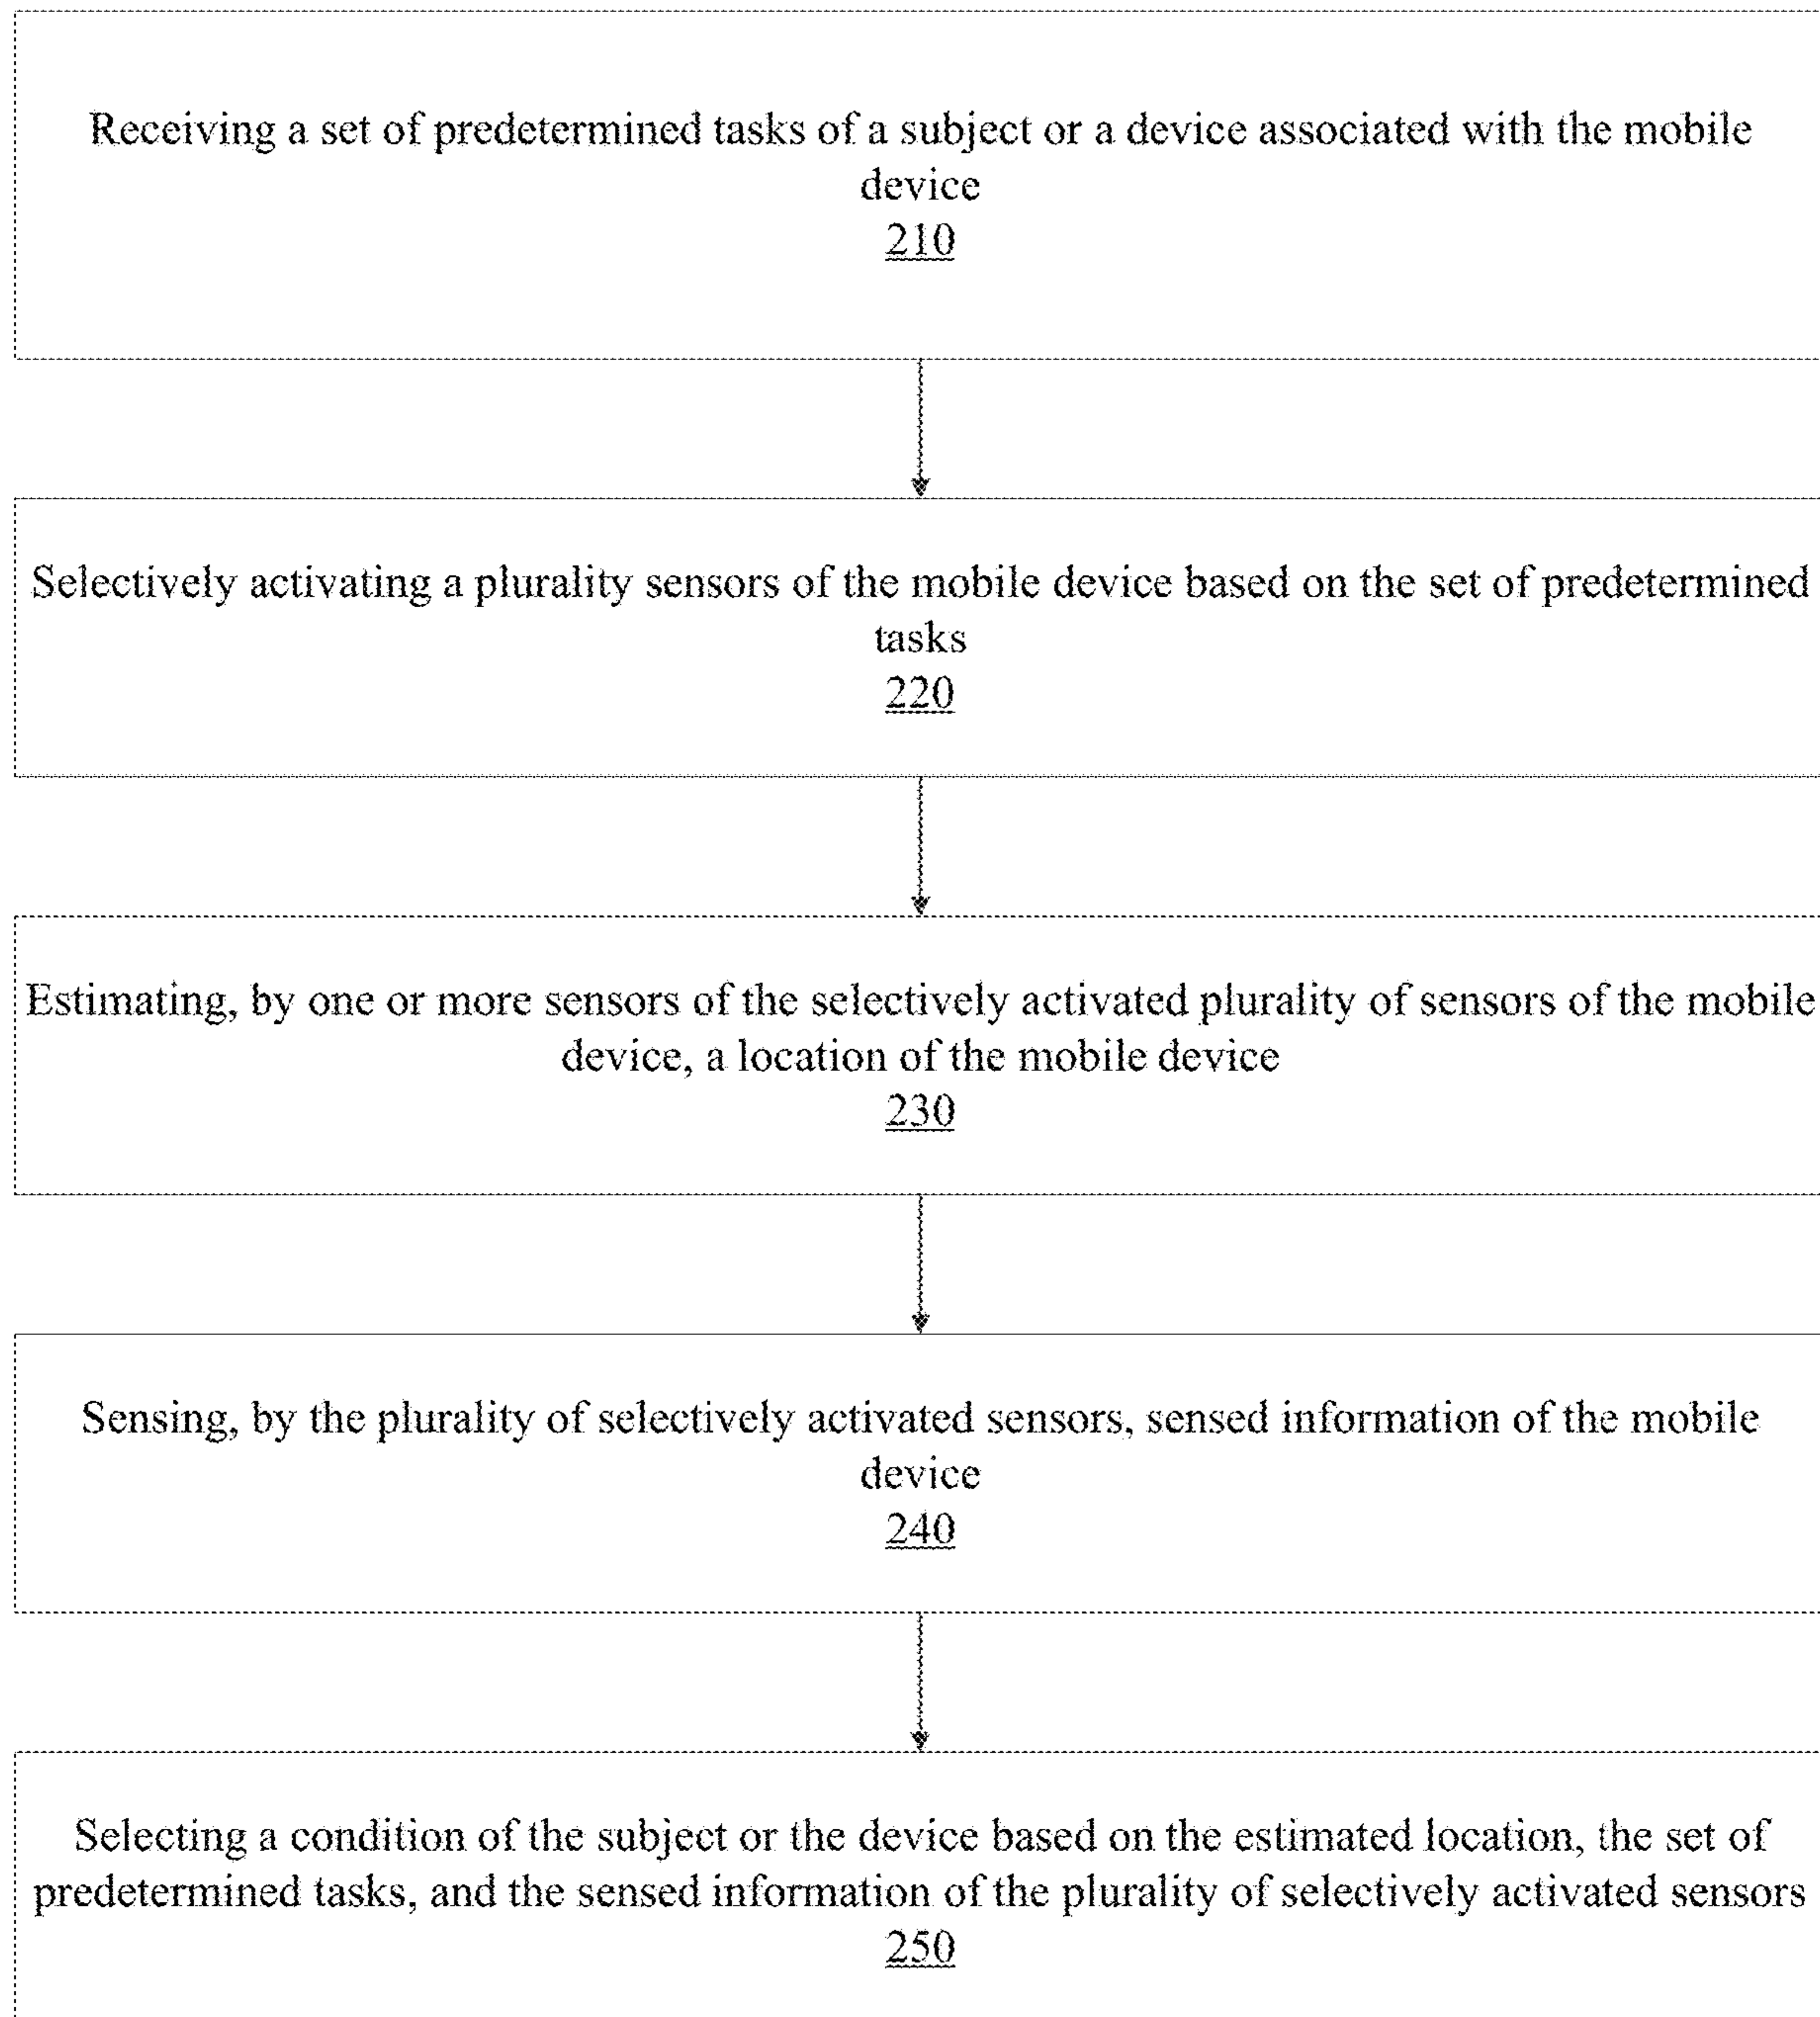 Receiving a set of predetermined tasks of a subject or a device associated with the mobile
device
210
Selectively activating a plurality sensors of the mobile device based on the set of predetermined
tasks
220
Estimating, by one or more sensors of the selectively activated plurality of sensors of the mobile
device, a location of the mobile device
230
Sensing, by the plurality of selectively activated sensors, sensed information of the mobile
device
240
Selecting a condition of the subject or the device based on the estimated location, the set of
predetermined tasks, and the sensed information of the plurality of selectively activated sensors
250